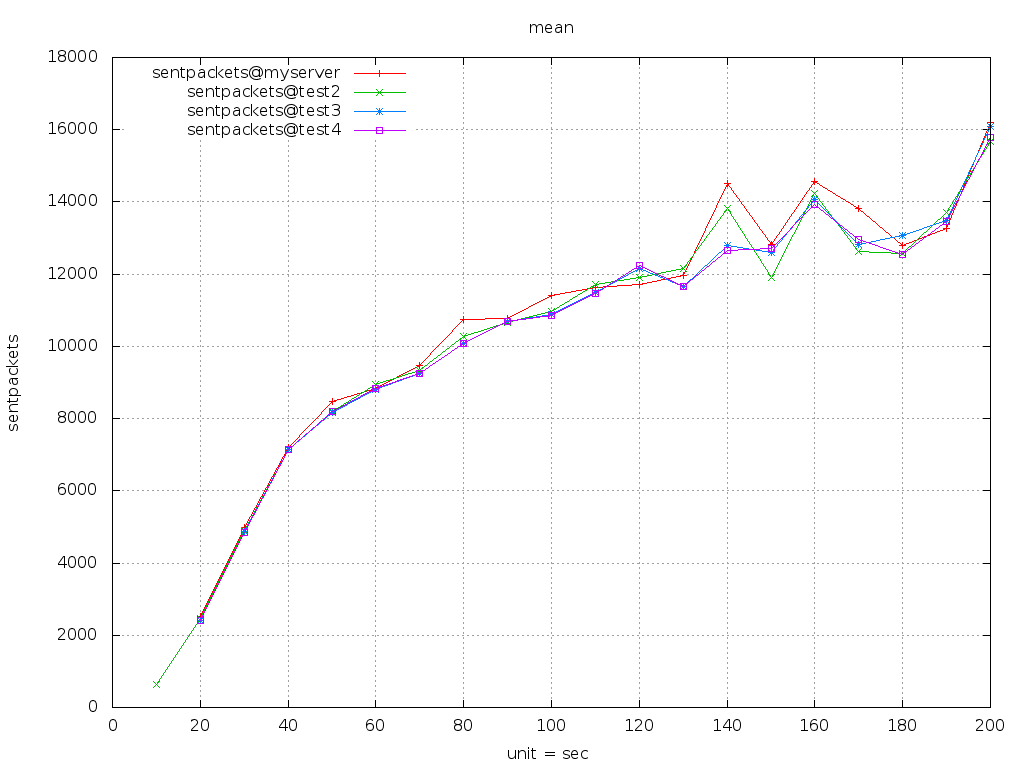 mean
18000
16000
14000
12000
10000
8000
6000
4000
2000
0
sentpackets@myserver
sentpackets@test2
sentpackets@test3
sentpackets@test4
sentpackets
0 20 40 60 80 100 120 140 160 180 200
unit = sec